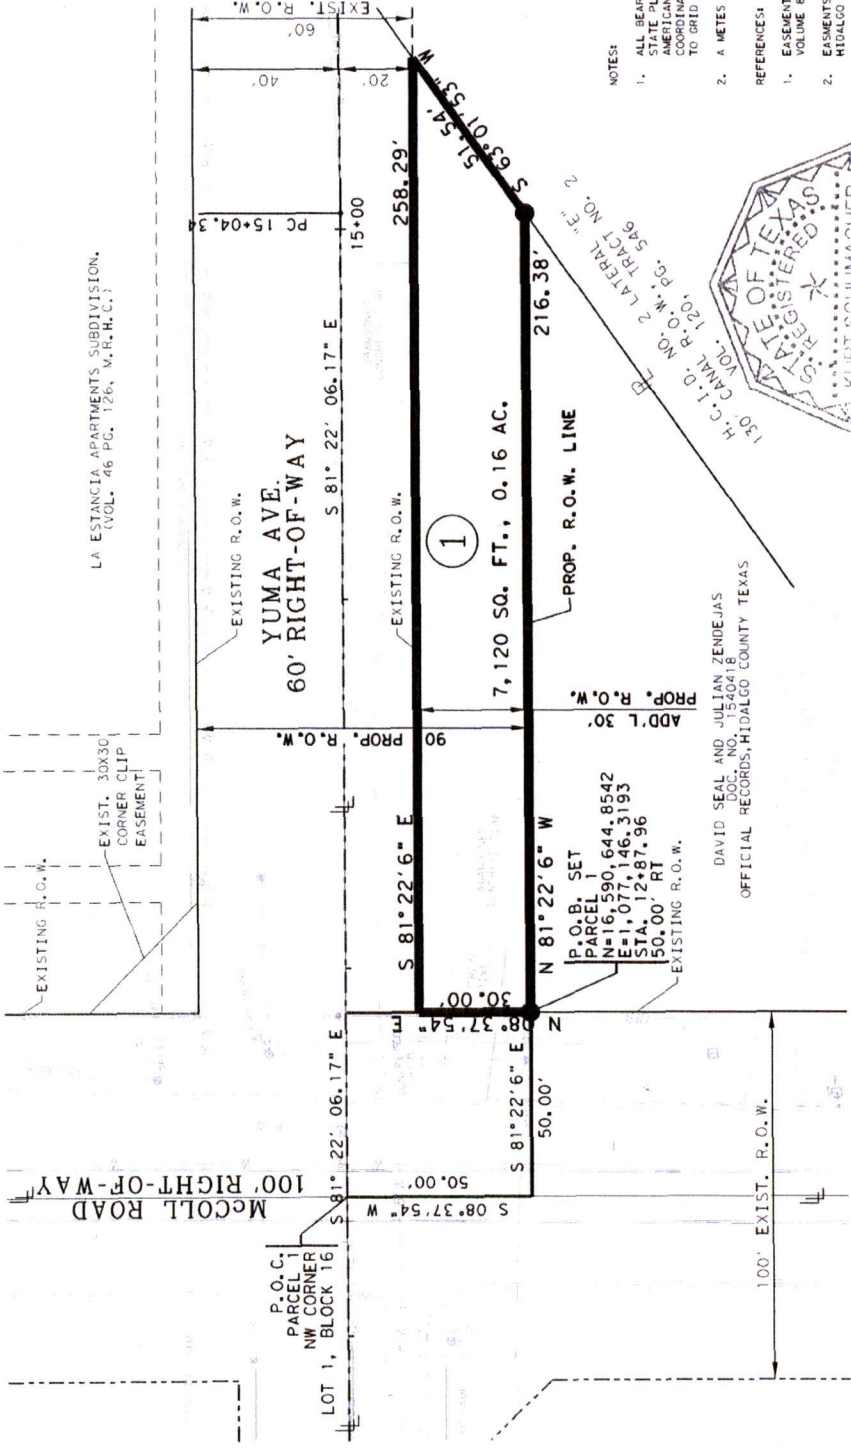 LA ESTANCIA APARTMENTS SUBDIVISION.
(VOL. 46 PG. 126, M.R.H.C.)
EXISTING R.O.W.
EXIST. 30X30
CORNER CLIP
EASEMENT
EXISTING R.O.W.
YUMA AVE.
60' RIGHT-OF-WAY
S 81° 22' 06.17" E
15+00
PC 15+04.34
40'
20'
60'
EXIST. R.O.W.
McCOLL ROAD
100' RIGHT-OF-WAY
P.O.C.
PARCEL 1
NW CORNER
LOT 1, BLOCK 16
S 81° 22' 06.17" E
S 08°37'54" W
50.00'
S 81°22'6" E
50.00'
N 08°37'54" E
30.00'
S 81°22'6" E
258.29'
EXISTING R.O.W.
90' PROP. R.O.W.
1
7,120 SQ. FT., 0.16 AC.
51.54'
S 63°01'53" W
N 81°22'6" W
216.38'
ADD'L 30'
PROP. R.O.W.
PROP. R.O.W. LINE
P.O.B. SET
PARCEL 1
N=16,590,644.8542
E=1,077,146.3193
STA. 12+87.96
50.00' RT
EXISTING R.O.W.
100' EXIST. R.O.W.
DAVID SEAL AND JULIAN ZENDEJAS
DOC. NO. 1540418
OFFICIAL RECORDS,HIDALGO COUNTY TEXAS
PL
H.C.I.D. NO. 2 LATERAL "E" 2
130' CANAL R.O.W., TRACT NO. 2
VOL. 120, PG. 546
NOTES:
1. ALL BEAR
STATE PL
AMERICAN
COORDINA
TO GRID
2. A METES
REFERENCES:
1. EASEMENT
VOLUME 8
2. EASMENTS
HIDALGO
STATE OF TEXAS
REGISTERED
KURT SCHUMACHER